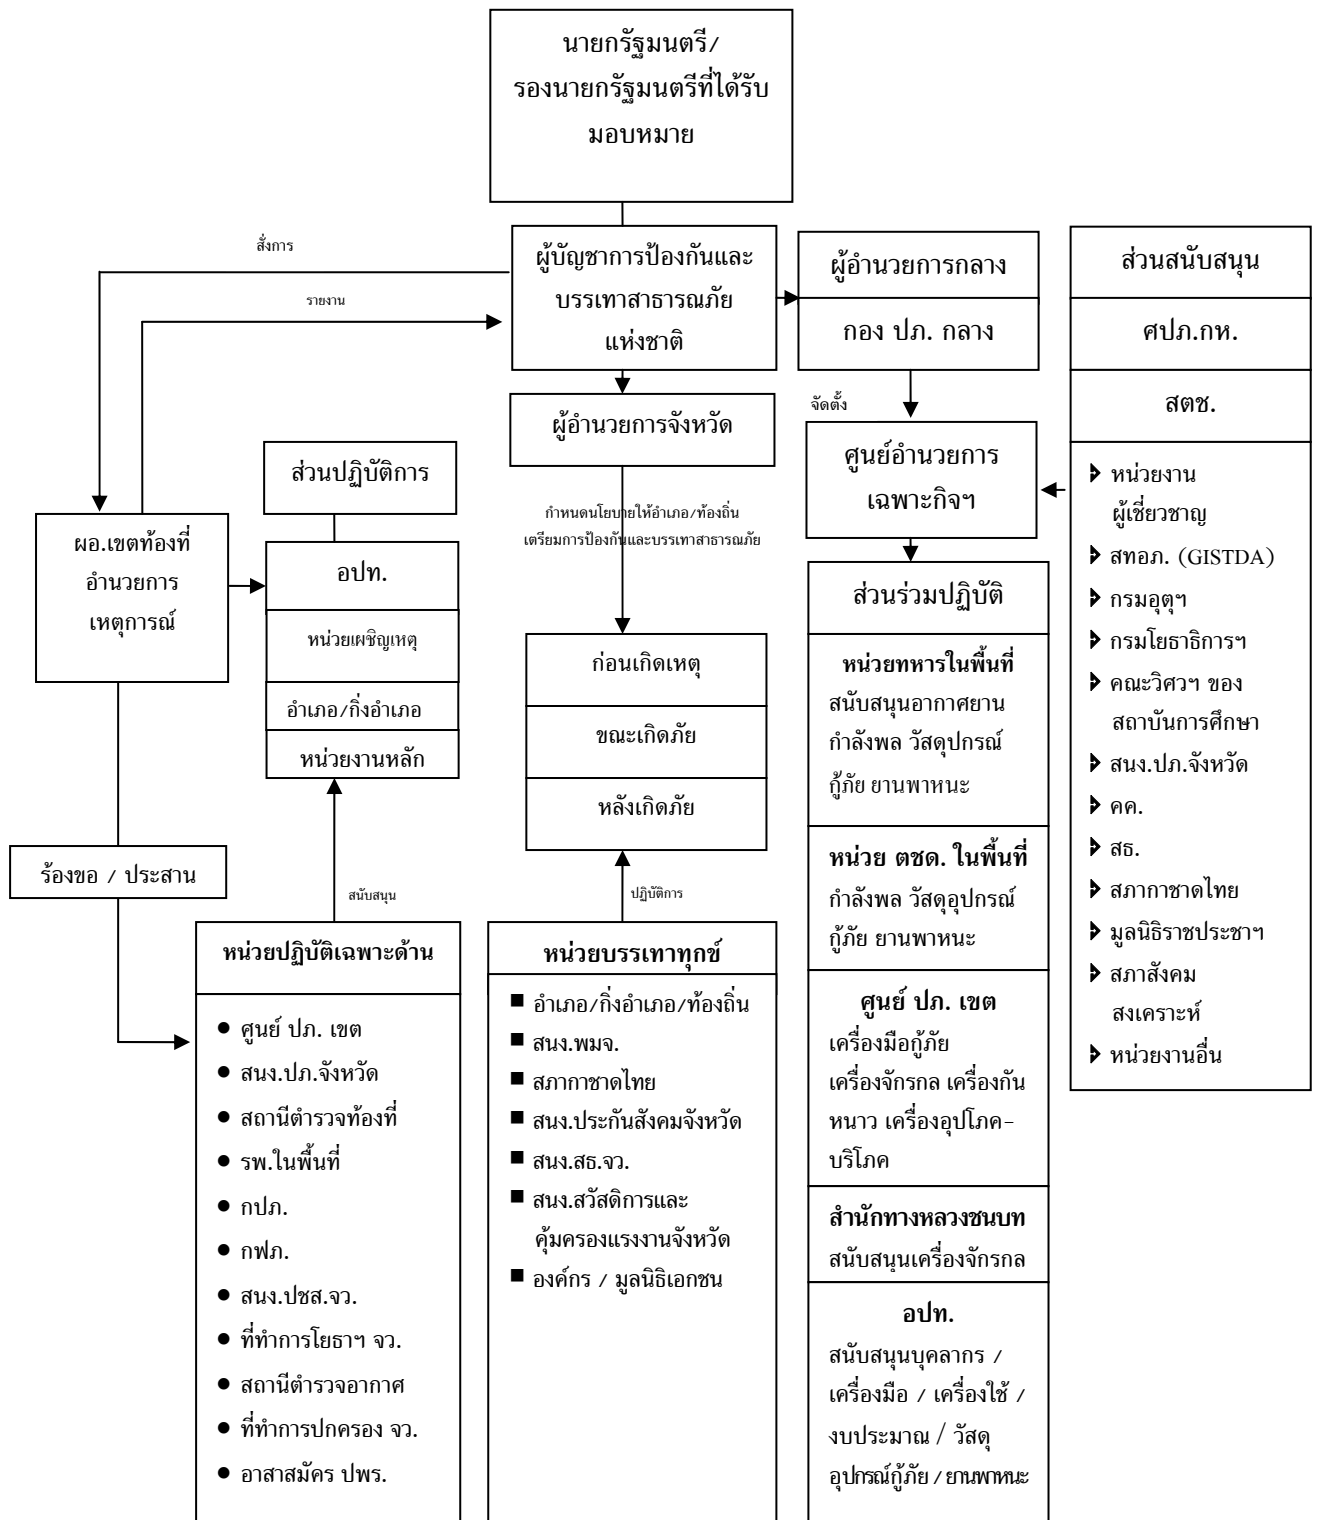 นายกรัฐมนตรี/
รองนายกรัฐมนตรีที่ได้รับ
มอบหมาย
สั่งการ
รายงาน
ผู้บัญชาการป้องกันและ
บรรเทาสาธารณภัย
แห่งชาติ
ผู้อำนวยการกลาง
กอง ปภ. กลาง
ส่วนสนับสนุน
ศปภ.กห.
สตช.
หน่วยงาน
ผู้เชี่ยวชาญ
สทอภ. (GISTDA)
กรมอุตุฯ
กรมโยธาธิการฯ
คณะวิศวฯ ของ
สถาบันการศึกษา
สนง.ปภ.จังหวัด
คค.
สธ.
สภากาชาดไทย
มูลนิธิราชประชาฯ
สภาสังคม
สงเคราะห์
หน่วยงานอื่น
ผู้อำนวยการจังหวัด
จัดตั้ง
ศูนย์อำนวยการ
เฉพาะกิจฯ
ส่วนปฏิบัติการ
ผอ.เขตท้องที่
อำนวยการ
เหตุการณ์
อปท.
หน่วยเผชิญเหตุ
อำเภอ/กิ่งอำเภอ
หน่วยงานหลัก
กำหนดนโยบายให้อำเภอ/ท้องถิ่น
เตรียมการป้องกันและบรรเทาสาธารณภัย
ก่อนเกิดเหตุ
ขณะเกิดภัย
หลังเกิดภัย
ส่วนร่วมปฏิบัติ
หน่วยทหารในพื้นที่
สนับสนุนอากาศยาน
กำลังพล วัสดุปกรณ์
กู้ภัย ยานพาหนะ
หน่วย ตชด. ในพื้นที่
กำลังพล วัสดุอุปกรณ์
กู้ภัย ยานพาหนะ
ศูนย์ ปภ. เขต
เครื่องมือกู้ภัย
เครื่องจักรกล เครื่องกัน
หนาว เครื่องอุปโภค-
บริโภค
สำนักทางหลวงชนบท
สนับสนุนเครื่องจักรกล
อปท.
สนับสนุนบุคลากร /
เครื่องมือ / เครื่องใช้ /
งบประมาณ / วัสดุ
อุปกรณ์กู้ภัย / ยานพาหนะ
ร้องขอ / ประสาน
สนับสนุน
ปฏิบัติการ
หน่วยปฏิบัติเฉพาะด้าน
● ศูนย์ ปภ. เขต
● สนง.ปภ.จังหวัด
● สถานีตำรวจท้องที่
● รพ.ในพื้นที่
● กปภ.
● กฟภ.
● สนง.ปชส.จว.
● ที่ทำการโยธาฯ จว.
● สถานีตำรวจอากาศ
● ที่ทำการปกครอง จว.
● อาสาสมัคร ปพร.
หน่วยบรรเทาทุกข์
■ อำเภอ/กิ่งอำเภอ/ท้องถิ่น
■ สนง.พมจ.
■ สภากาชาดไทย
■ สนง.ประกันสังคมจังหวัด
■ สนง.สธ.จว.
■ สนง.สวัสดิการและ
คุ้มครองแรงงานจังหวัด
■ องค์กร / มูลนิธิเอกชน